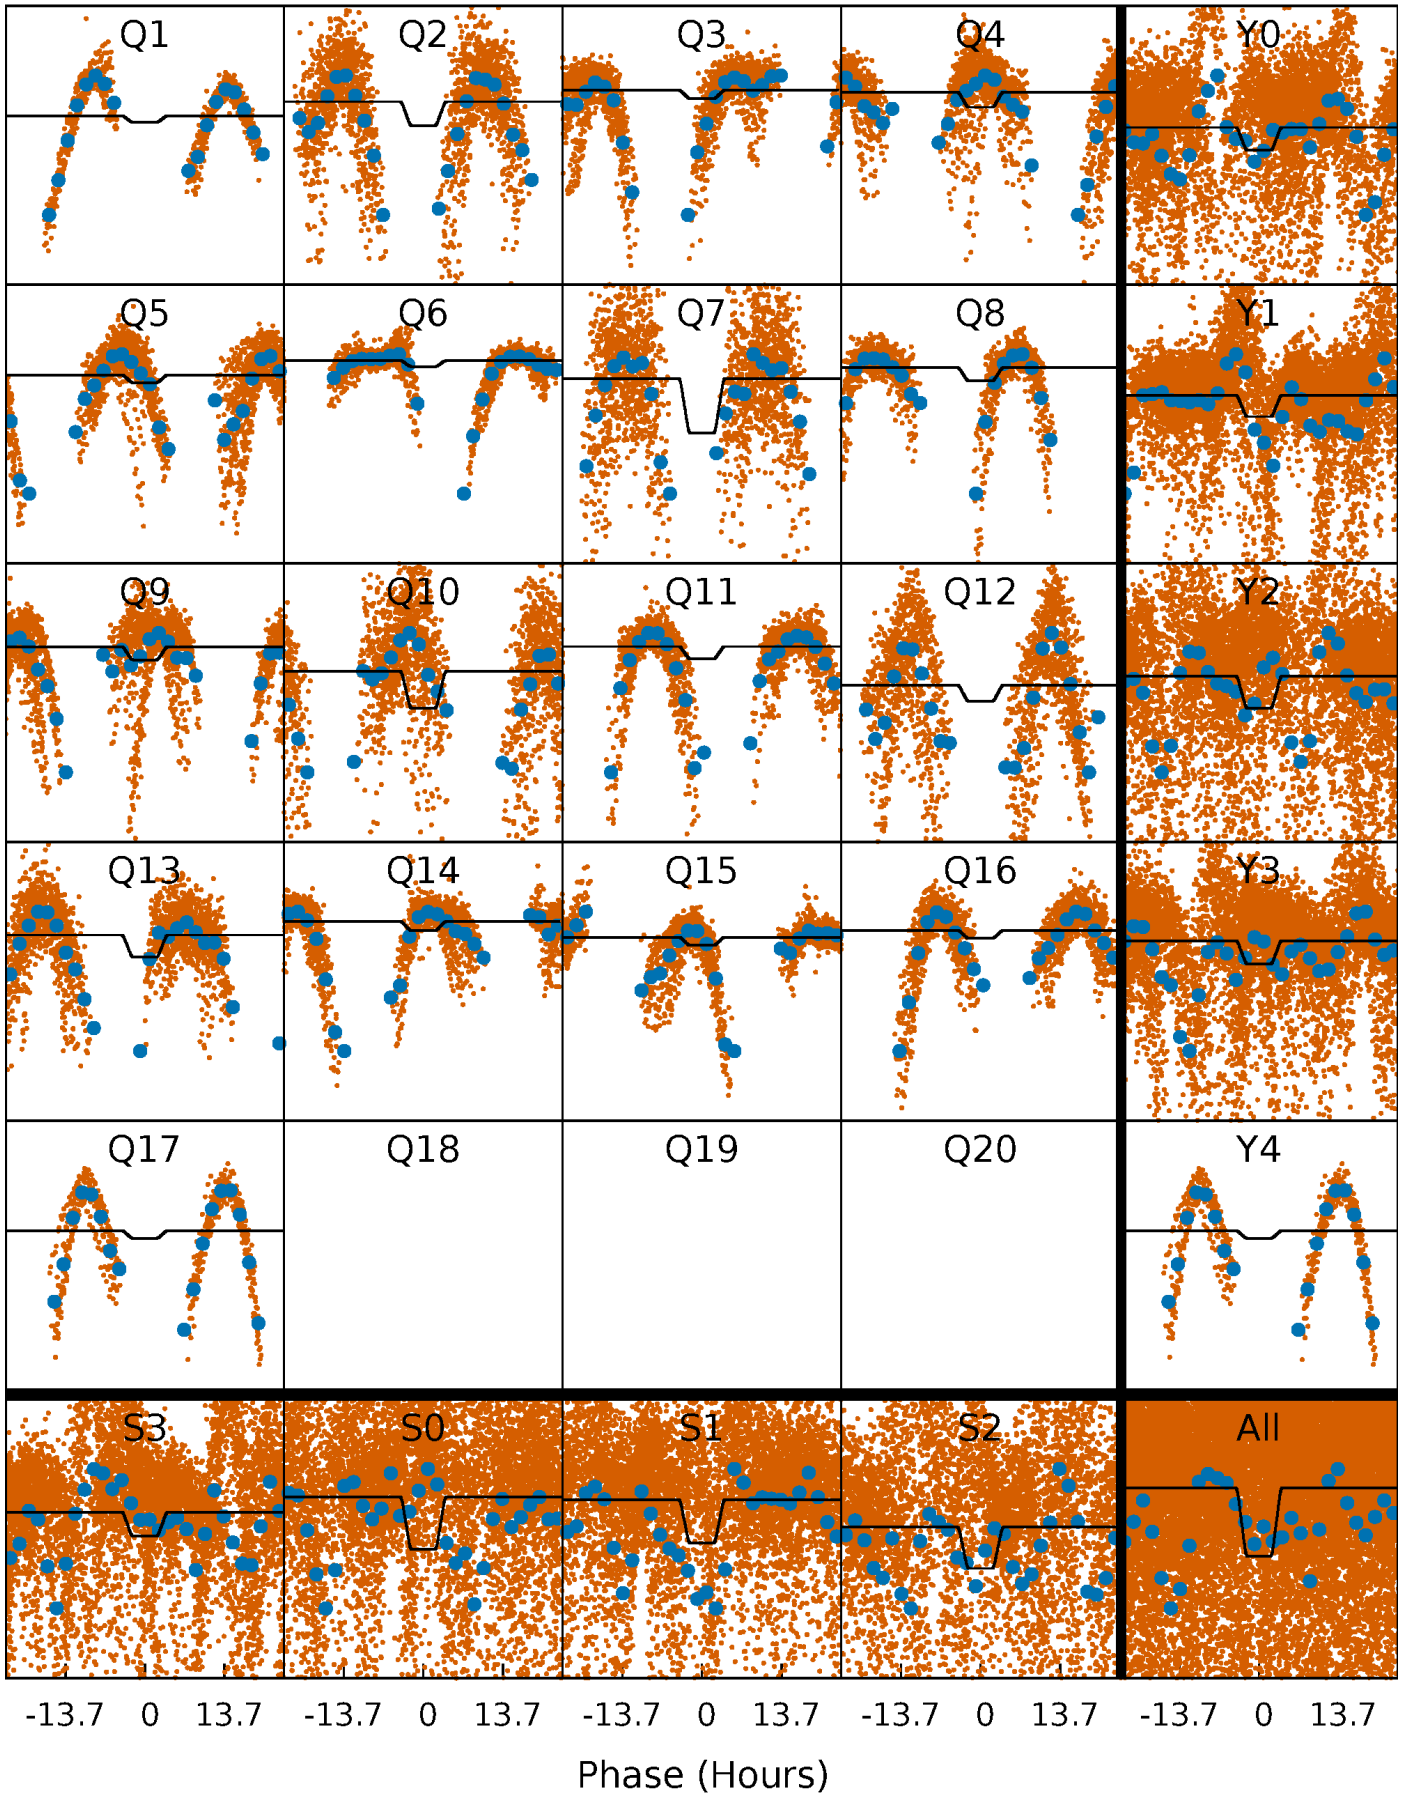 Q1 Q2 Q3 Q4 Y0
Q5 Q6 Q7 Q8 Y1
Q9 Q10 Q11 Q12 Y2
Q13 Q14 Q15 Q16 Y3
Q17 Q18 Q19 Q20 Y4
S3 S0 S1 S2 All
-13.7 0 13.7 -13.7 0 13.7 -13.7 0 13.7 -13.7 0 13.7 -13.7 0 13.7
Phase (Hours)